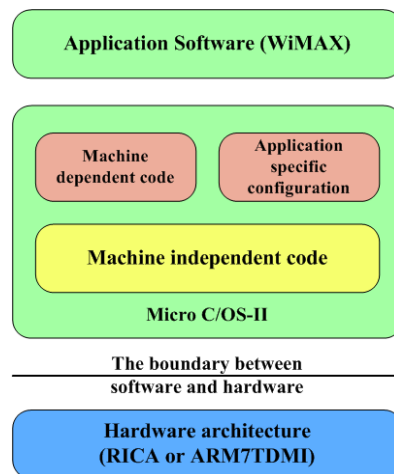 Application Software (WiMAX)
Machine
dependent code
Application
specific
configuration
Machine independent code
Micro C/OS-II
The boundary between
software and hardware
Hardware architecture
(RICA or ARM7TDMI)